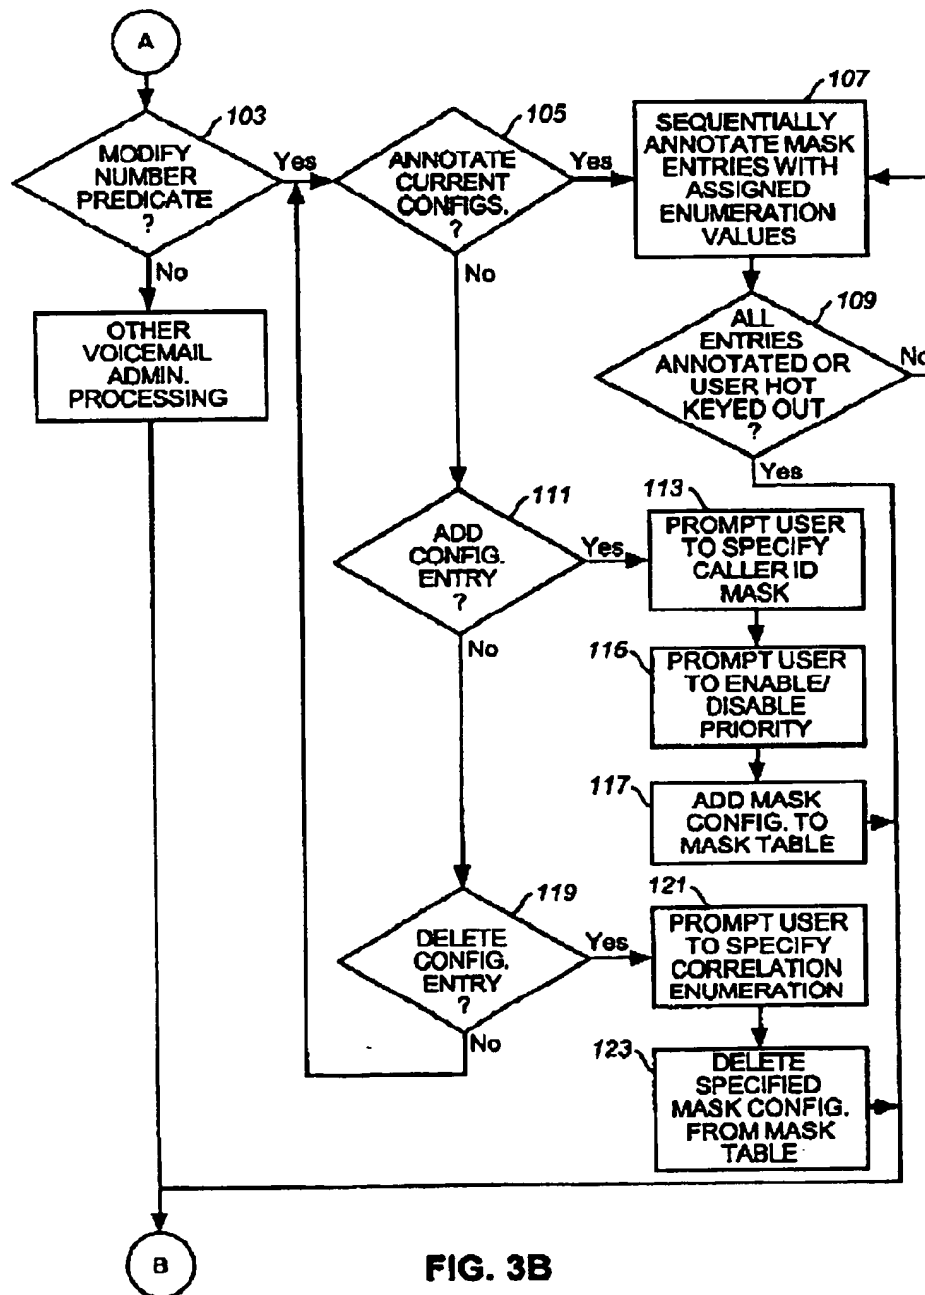 A
103
MODIFY
NUMBER
PREDICATE
?
Yes
No
OTHER
VOICEMAIL
ADMIN.
PROCESSING
105
ANNOTATE
CURRENT
CONFIGS.
?
Yes
No
107
SEQUENTIALLY
ANNOTATE MASK
ENTRIES WITH
ASSIGNED
ENUMERATION
VALUES
109
ALL
ENTRIES
ANNOTATED OR
USER HOT
KEYED OUT
?
No
Yes
111
ADD
CONFIG.
ENTRY
?
Yes
No
113
PROMPT USER
TO SPECIFY
CALLER ID
MASK
116
PROMPT USER
TO ENABLE/
DISABLE
PRIORITY
117
ADD MASK
CONFIG. TO
MASK TABLE
119
DELETE
CONFIG.
ENTRY
?
Yes
No
121
PROMPT USER
TO SPECIFY
CORRELATION
ENUMERATION
123
DELETE
SPECIFIED
MASK CONFIG.
FROM MASK
TABLE
B
FIG. 3B